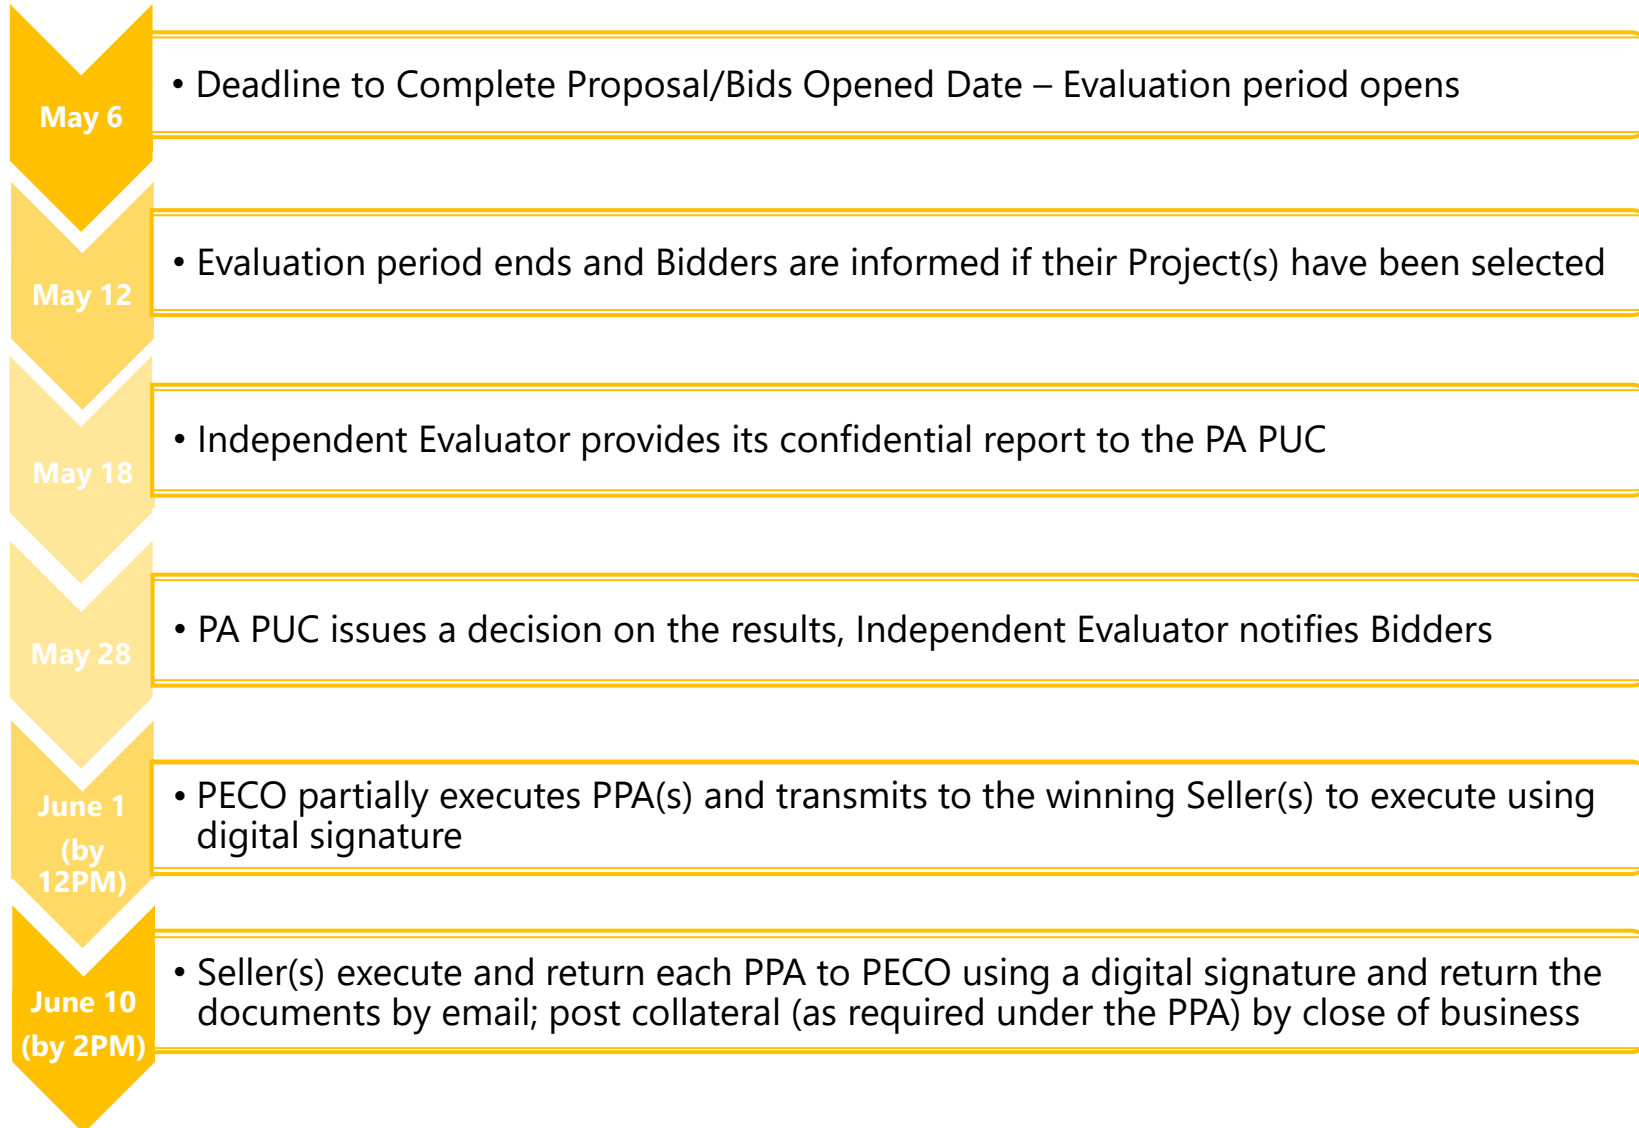 May 6
• Deadline to Complete Proposal/Bids Opened Date – Evaluation period opens
May 12
• Evaluation period ends and Bidders are informed if their Project(s) have been selected
May 18
• Independent Evaluator provides its confidential report to the PA PUC
May 28
• PA PUC issues a decision on the results, Independent Evaluator notifies Bidders
June 1
(by
12PM)
• PECO partially executes PPA(s) and transmits to the winning Seller(s) to execute using
digital signature
June 10
(by 2PM)
• Seller(s) execute and return each PPA to PECO using a digital signature and return the
documents by email; post collateral (as required under the PPA) by close of business